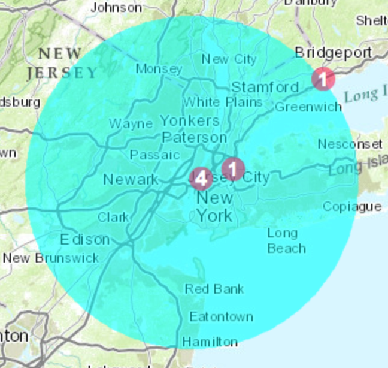 Johnson
Danbury
Shelt
NEW
JERSEY
New City
Bridgeport
Monsey
Stamford
1
Long I
dsburg
White Plains
Greenwich
Wayne
Yonkers
Paterson
Nesconset
wn
Passaic
Long Isla
Newark
4
sey City
1
New
York
Copiague
Clark
Edison
Long
Beach
New Brunswick
Red Bank
Eatontown
nton
Hamilton